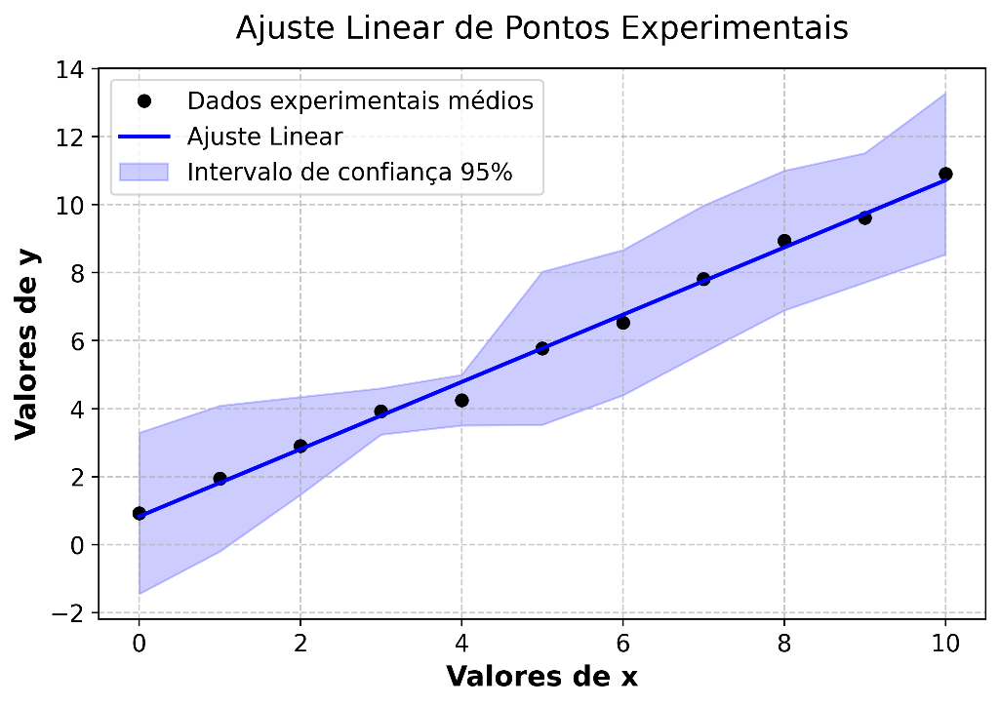 Ajuste Linear de Pontos Experimentais
14
12
10
8
6
4
2
0
−2
Valores de y
Dados experimentais médios
Ajuste Linear
Intervalo de confiança 95%
0 2 4 6 8 10
Valores de x